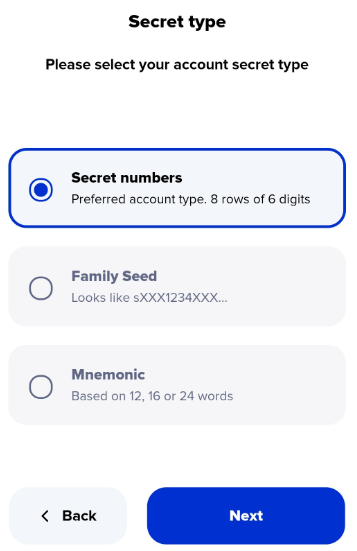 Secret type
Please select your account secret type
Secret numbers
Preferred account type. 8 rows of 6 digits
Family Seed
Looks like sXXX1234XXX...
Mnemonic
Based on 12, 16 or 24 words
Back
Next